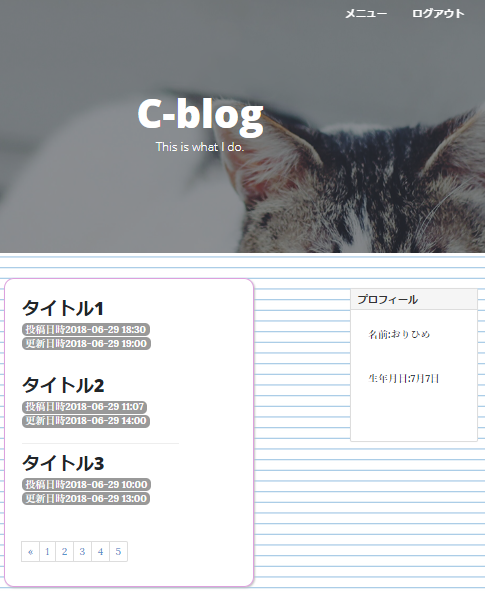 メニュー ログアウト
C-blog
This is what I do.
タイトル1
投稿日時2018-06-29 18:30
更新日時2018-06-29 19:00
タイトル2
投稿日時2018-06-29 11:07
更新日時2018-06-29 14:00
タイトル3
投稿日時2018-06-29 10:00
更新日時2018-06-29 13:00
« 1 2 3 4 5
プロフィール
名前:おりひめ
生年月日:7月7日